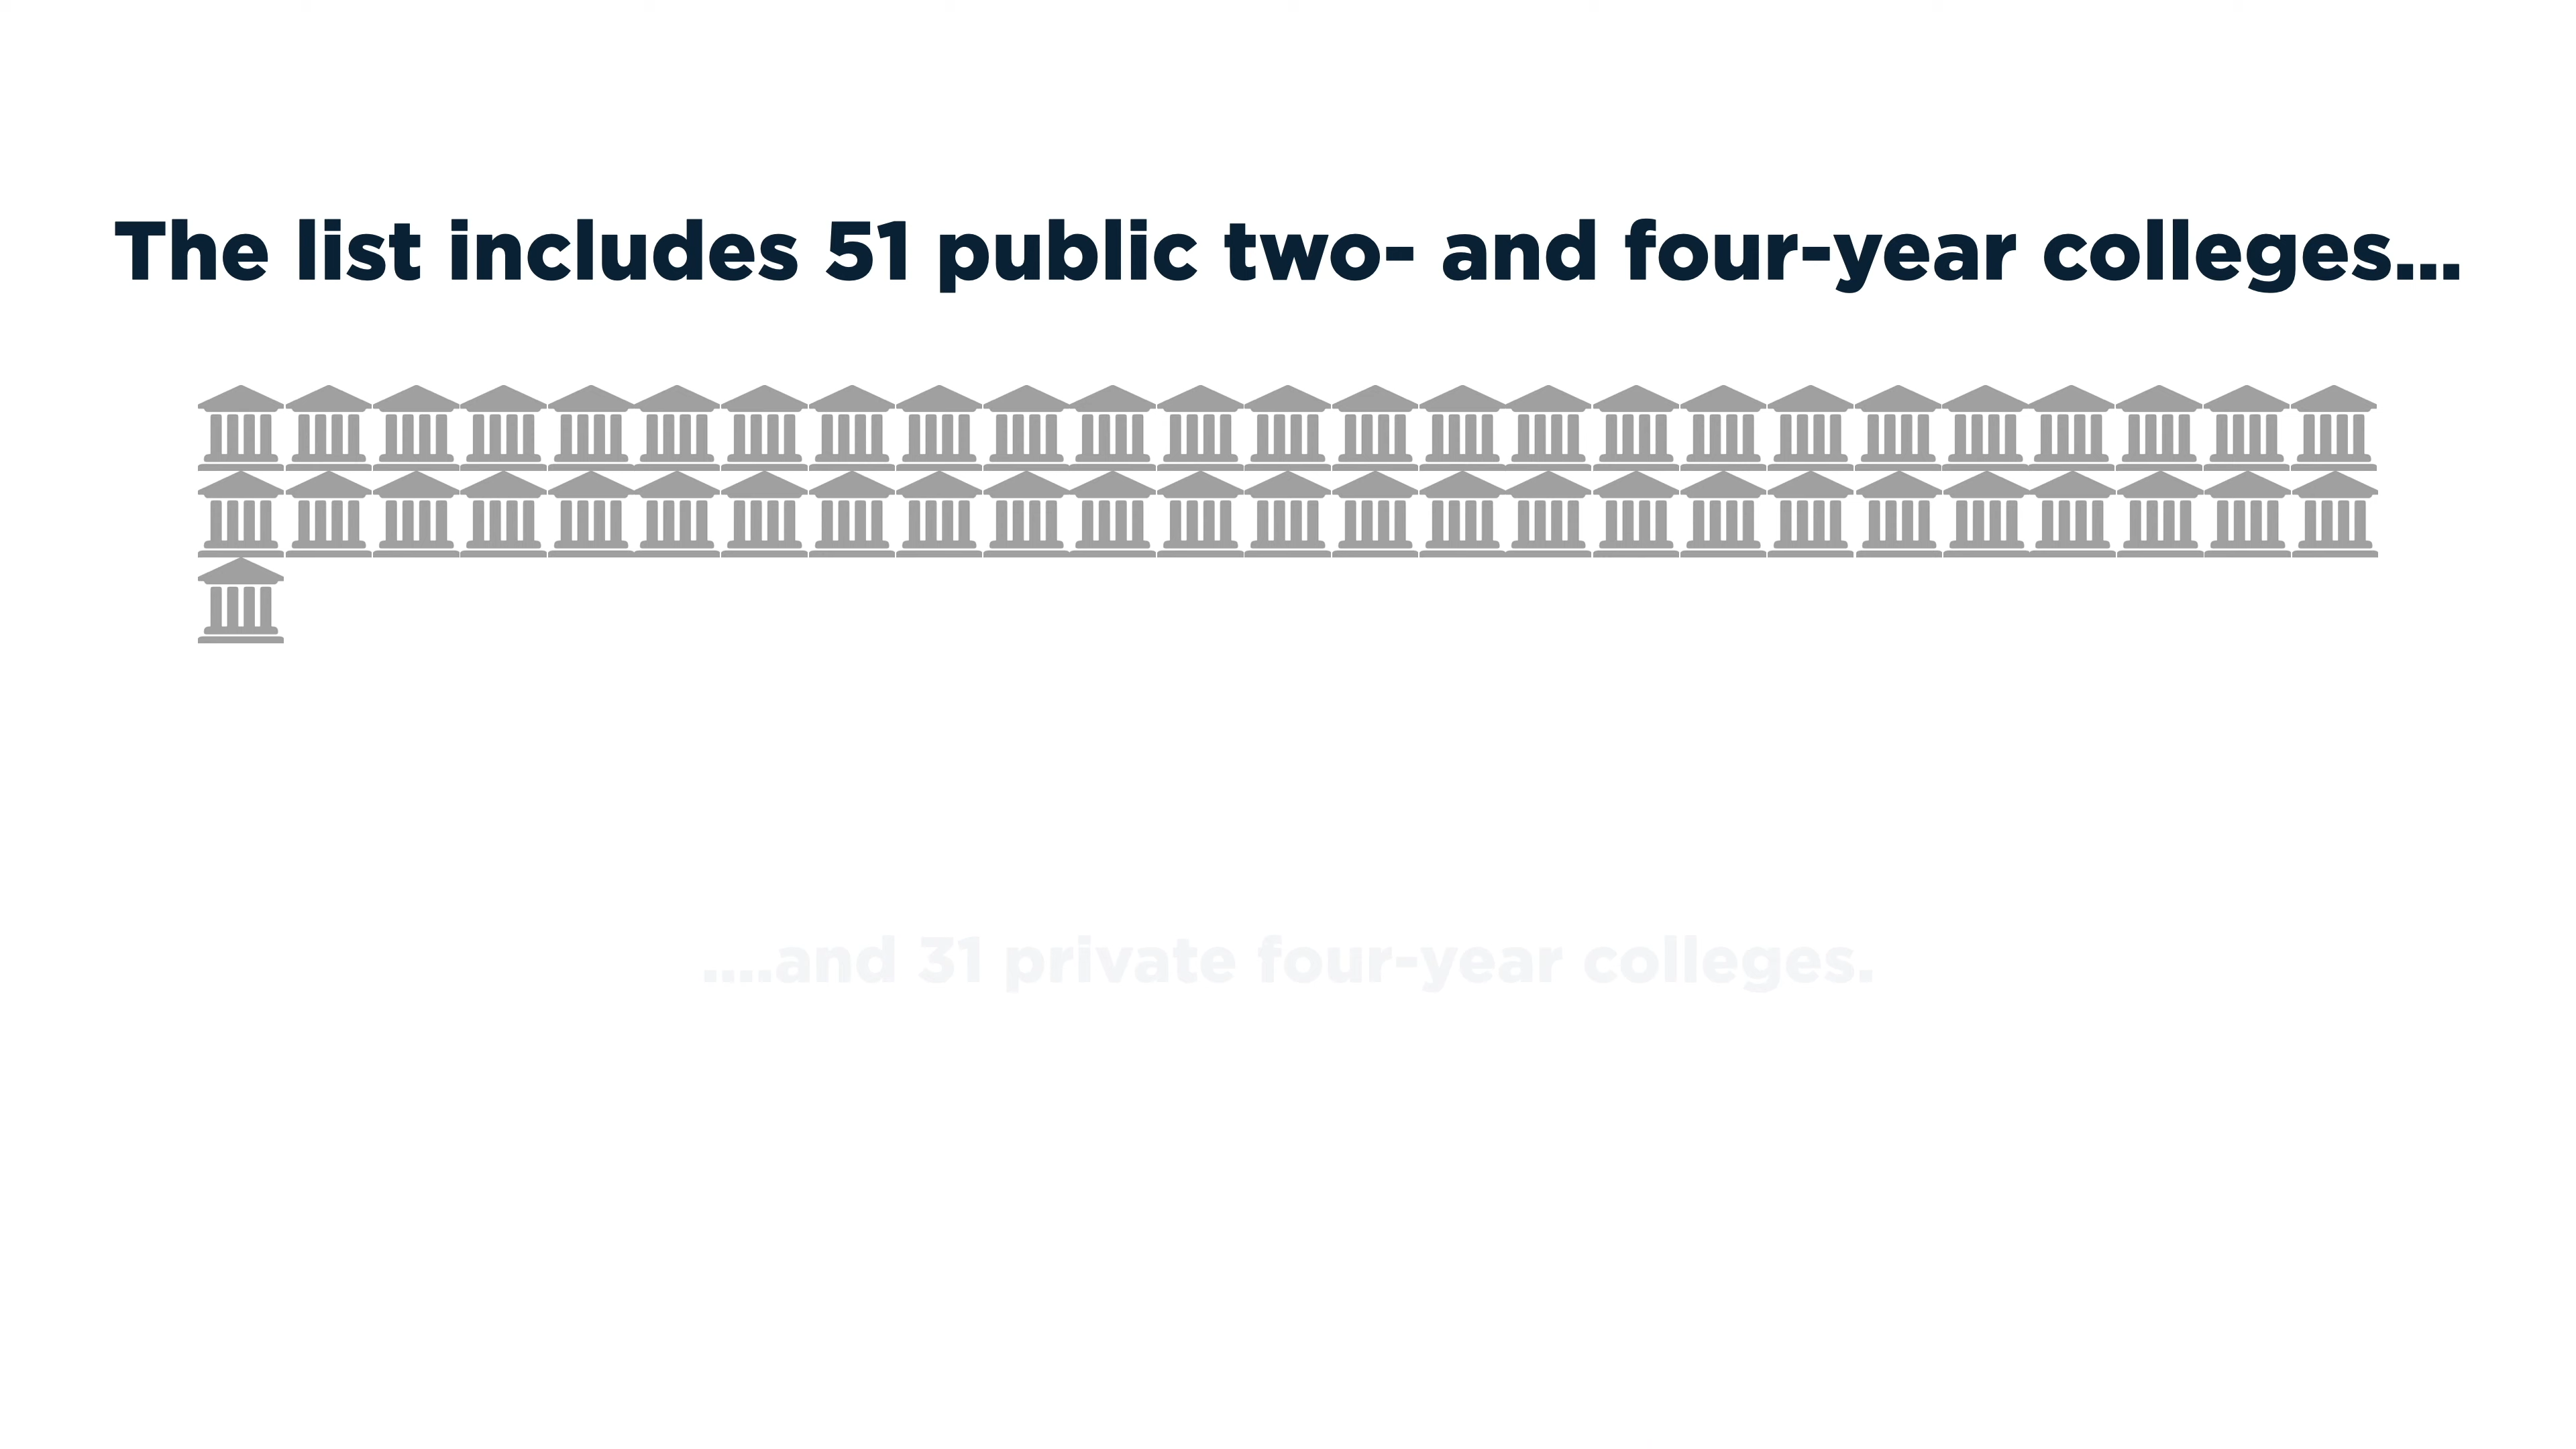 The list includes 51 public two- and four-year colleges...
....and 31 private four-year colleges.